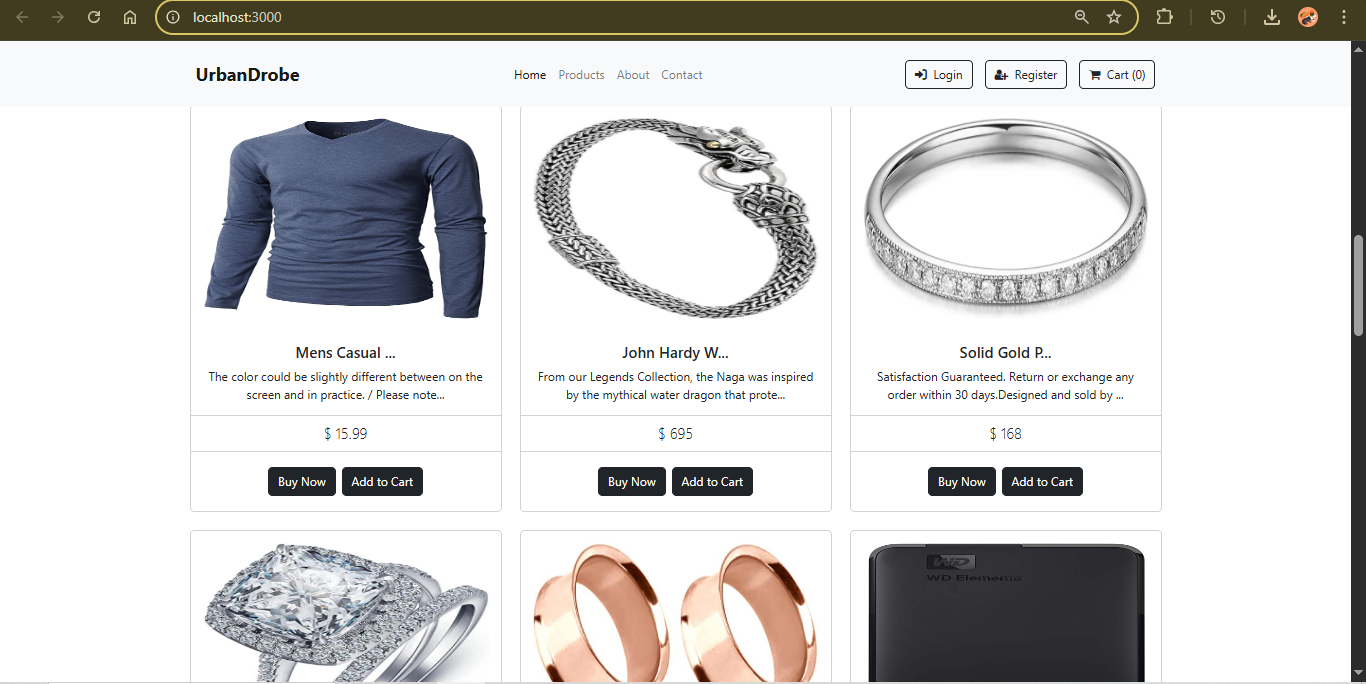 localhost:3000
UrbanDrobe
Home Products About Contact
Login Register Cart (0)
Mens Casual ...
The color could be slightly different between on the
screen and in practice. / Please note...
$ 15.99
Buy Now Add to Cart
John Hardy W...
From our Legends Collection, the Naga was inspired
by the mythical water dragon that prote...
$ 695
Buy Now Add to Cart
Solid Gold P...
Satisfaction Guaranteed. Return or exchange any
order within 30 days.Designed and sold by ...
$ 168
Buy Now Add to Cart
WD
WD Elements